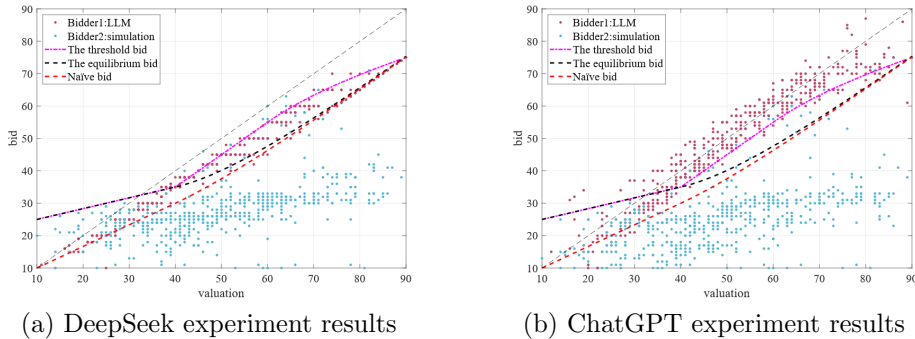 90
80
70
60
50
40
30
20
10
bid
10 20 30 40 50 60 70 80 90
valuation
Bidder1:LLM
Bidder2:simulation
The threshold bid
The equilibrium bid
Naïve bid
(a) DeepSeek experiment results
90
80
70
60
50
40
30
20
10
bid
10 20 30 40 50 60 70 80 90
valuation
Bidder1:LLM
Bidder2:simulation
The threshold bid
The equilibrium bid
Naïve bid
(b) ChatGPT experiment results